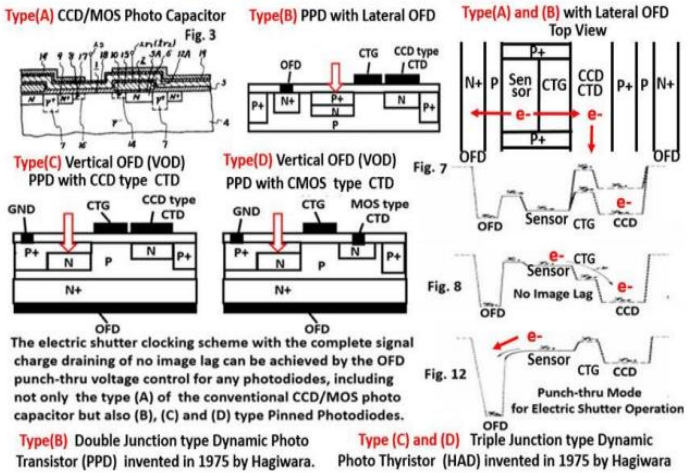 Type(A) CCD/MOS Photo Capacitor
Fig. 3
Type(B) PPD with Lateral OFD
OFD
CTG
CCD type
CTD
P+
N+
P+
N
N
P+
P
Type(A) and (B) with Lateral OFD
Top View
N+
P
P+
Sen
sor
CTG
CCD
CTD
P+
P
N+
e-
e-
P+
OFD
OFD
Type(C) Vertical OFD (VOD)
PPD with CCD type CTD
GND
CTG
CCD type
CTD
P+
N
P
N
P+
N+
OFD
Type(D) Vertical OFD (VOD)
PPD with CMOS type CTD
GND
CTG
MOS type
CTD
P+
N
P
N
P+
N+
OFD
Fig. 7
OFD
Sensor
CTG
CCD
e-
Fig. 8
e-
CTG
Sensor
e-
No Image Lag
OFD
CCD
Fig. 12
e-
Sensor
CTG
CCD
Punch-thru Mode
for Electric Shutter Operation
OFD
The electric shutter clocking scheme with the complete signal
charge draining of no image lag can be achieved by the OFD
punch-thru voltage control for any photodiodes, including
not only the type (A) of the conventional CCD/MOS photo
capacitor but also (B), (C) and (D) type Pinned Photodiodes.
Type(B) Double Junction type Dynamic Photo
Transistor (PPD) invented in 1975 by Hagiwara.
Type (C) and (D) Triple Junction type Dynamic
Photo Thyristor (HAD) invented in 1975 by Hagiwara